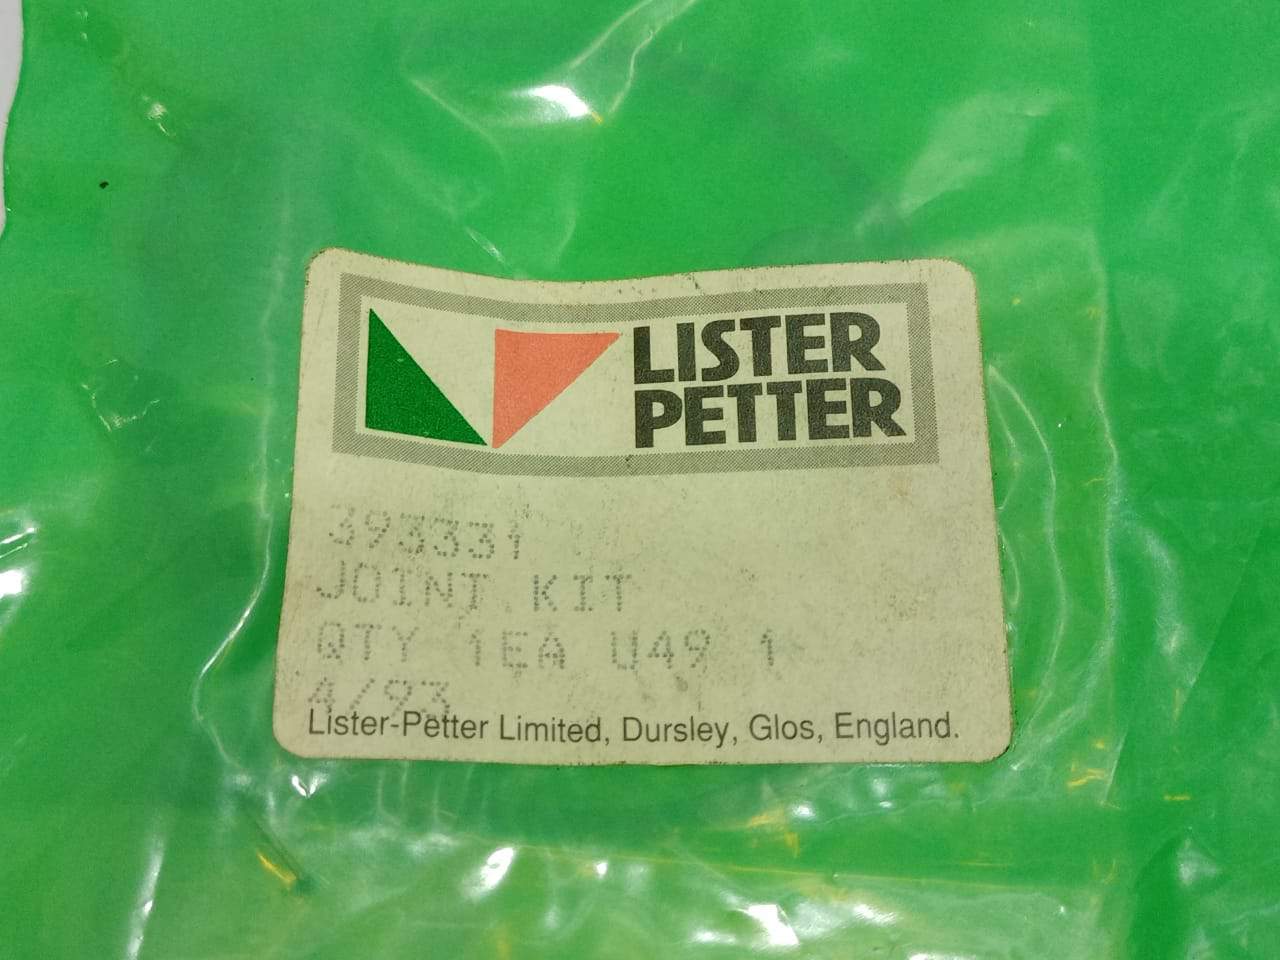 LISTER
PETTER
393331
JOINT KIT
QTY 1EA U49 1
4/93
Lister-Petter Limited, Dursley, Glos, England.